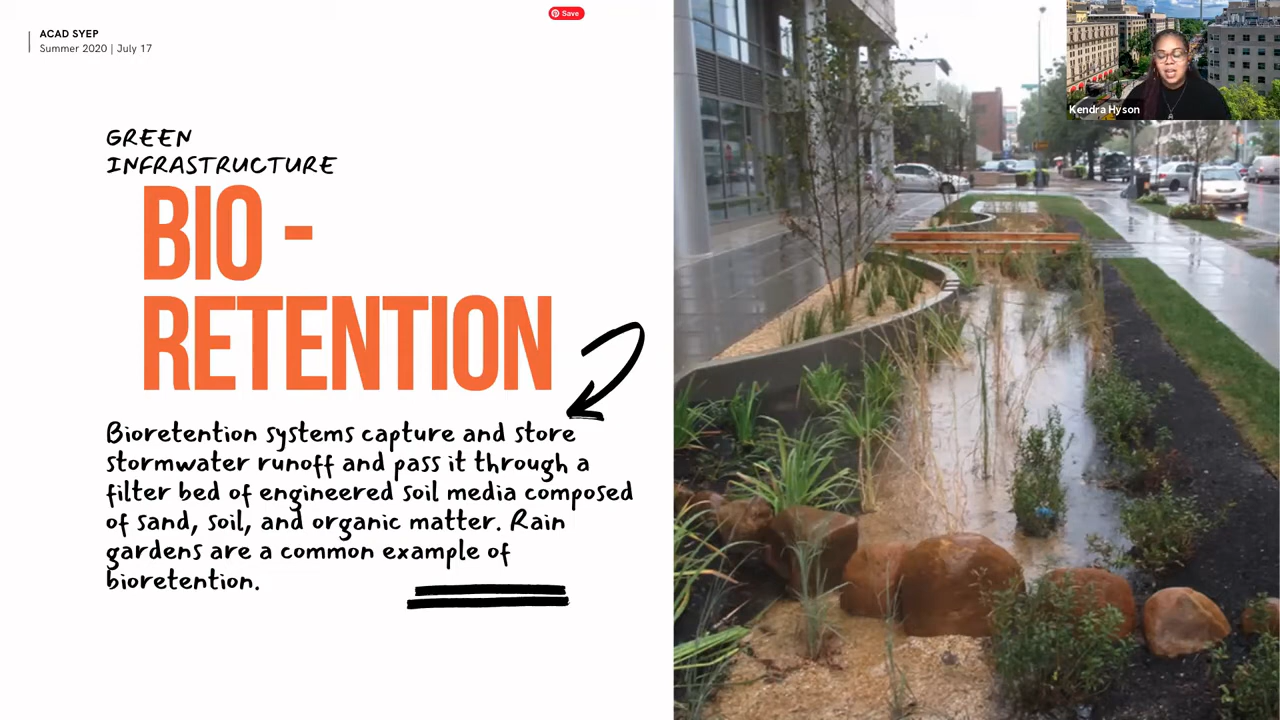 Save
ACAD SYEP
Summer 2020 | July 17
Kendra Hyson
GREEN
INFRASTRUCTURE
BIO -
RETENTION
Bioretention systems capture and store
stormwater runoff and pass it through a
filter bed of engineered soil media composed
of sand, soil, and organic matter. Rain
gardens are a common example of
bioretention.